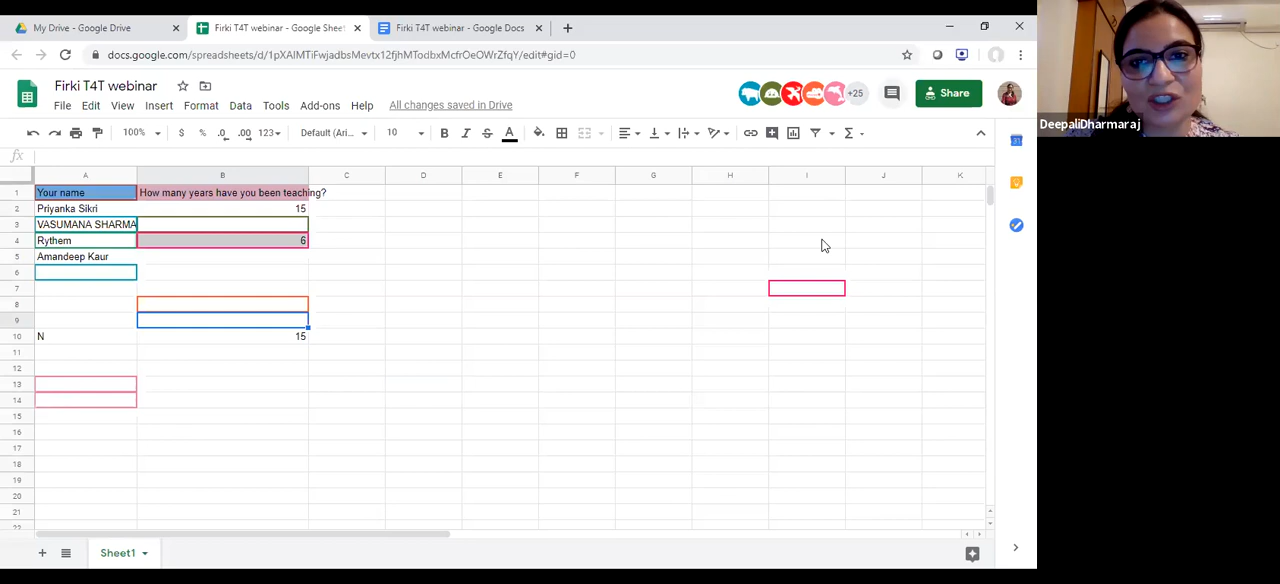 My Drive - Google Drive
Firki T4T webinar - Google Shee
Firki T4T webinar - Google Docs
docs.google.com/spreadsheets/d/1pXAIMTiFwjadbsMevtx12fjhMTodbxMcfrOeOWrZfqY/edit#gid=0
Firki T4T webinar
File Edit View Insert Format Data Tools Add-ons Help All changes saved in Drive
+25
Share
DeepaliDharmaraj
100% $ % .0 .00 123 Default (Ari... B I S A
fx
A B C D E F G H I J K
1 Your name How many years have you been teaching?
2 Priyanka Sikri 15
3 VASUMANA SHARMA
4 Rythem 6
5 Amandeep Kaur
6
7
8
9
10 N 15
11
12
13
14
15
16
17
18
19
20
21
22
Sheet1